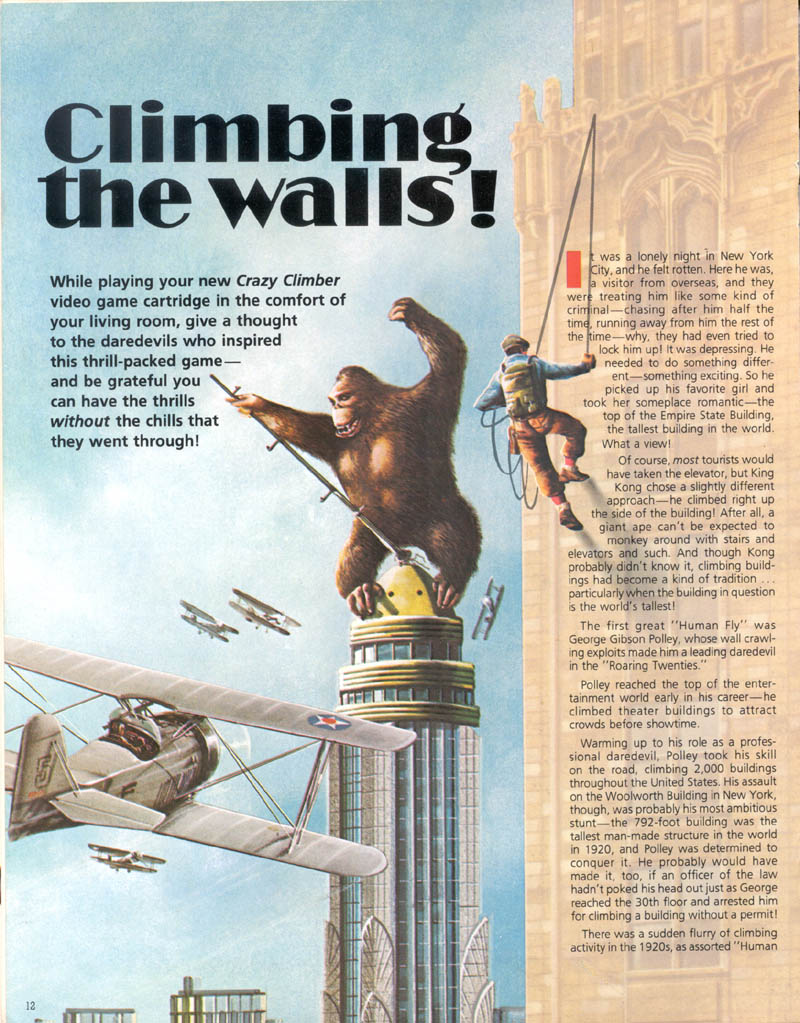 Climbing
the walls!
While playing your new Crazy Climber
video game cartridge in the comfort of
your living room, give a thought
to the daredevils who inspired
this thrill-packed game—
and be grateful you
can have the thrills
without the chills that
they went through!
It was a lonely night in New York
City, and he felt rotten. Here he was,
a visitor from overseas, and they
were treating him like some kind of
criminal—chasing after him half the
time, running away from him the rest of
the time—why, they had even tried to
lock him up! It was depressing. He
needed to do something differ-
ent—something exciting. So he
picked up his favorite girl and
took her someplace romantic—the
top of the Empire State Building,
the tallest building in the world.
What a view!
Of course, most tourists would
have taken the elevator, but King
Kong chose a slightly different
approach—he climbed right up
the side of the building! After all, a
giant ape can't be expected to
monkey around with stairs and
elevators and such. And though Kong
probably didn't know it, climbing build-
ings had become a kind of tradition . . .
particularly when the building in question
is the world's tallest!
The first great "Human Fly" was
George Gibson Polley, whose wall crawl-
ing exploits made him a leading daredevil
in the "Roaring Twenties."
Polley reached the top of the enter-
tainment world early in his career—he
climbed theater buildings to attract
crowds before showtime.
Warming up to his role as a profes-
sional daredevil, Polley took his skill
on the road, climbing 2,000 buildings
throughout the United States. His assault
on the Woolworth Building in New York,
though, was probably his most ambitious
stunt—the 792-foot building was the
tallest man-made structure in the world
in 1920, and Polley was determined to
conquer it. He probably would have
made it, too, if an officer of the law
hadn't poked his head out just as George
reached the 30th floor and arrested him
for climbing a building without a permit!
There was a sudden flurry of climbing
activity in the 1920s, as assorted "Human
12